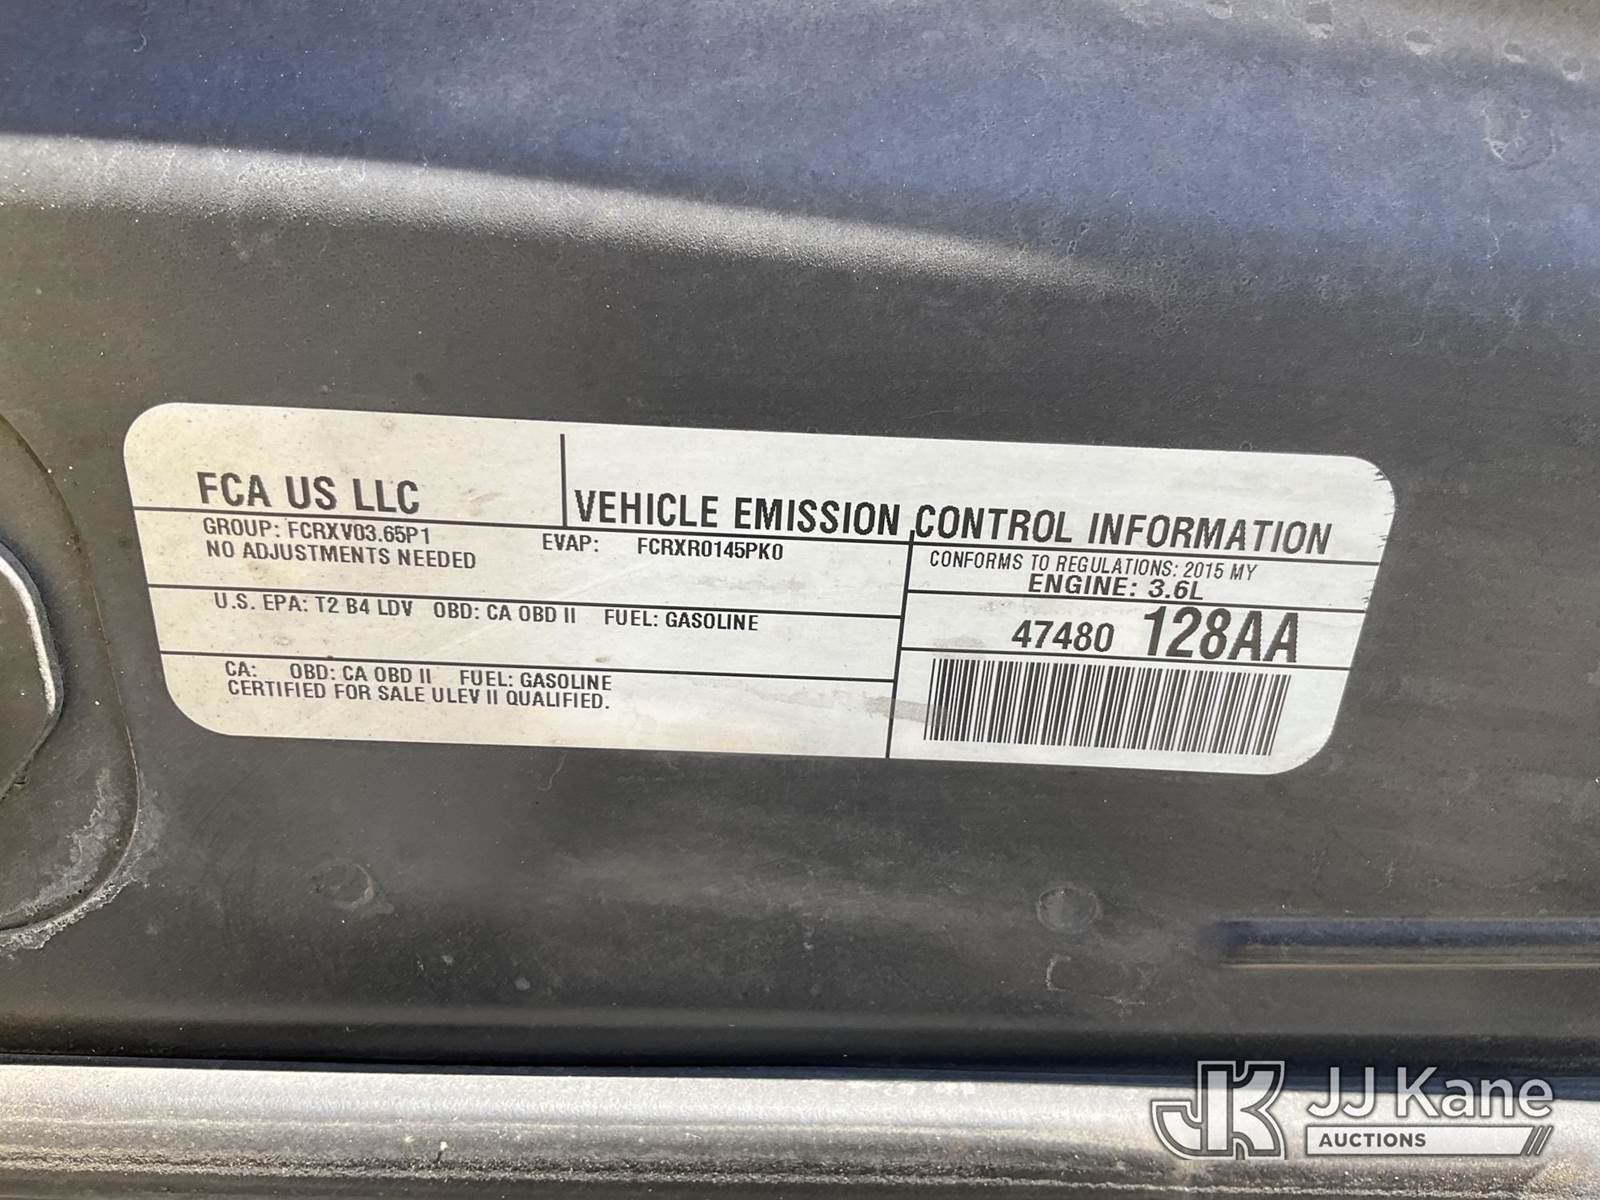 FCA US LLC
VEHICLE EMISSION CONTROL INFORMATION
GROUP: FCRXV03.65P1
NO ADJUSTMENTS NEEDED
EVAP: FCRXR0145PK0
CONFORMS TO REGULATIONS: 2015 MY
ENGINE: 3.6L
U.S. EPA: T2 B4 LDV OBD: CA OBD II FUEL: GASOLINE
47480 128AA
CA: OBD: CA OBD II FUEL: GASOLINE
CERTIFIED FOR SALE ULEV II QUALIFIED.
JK JJ Kane
AUCTIONS